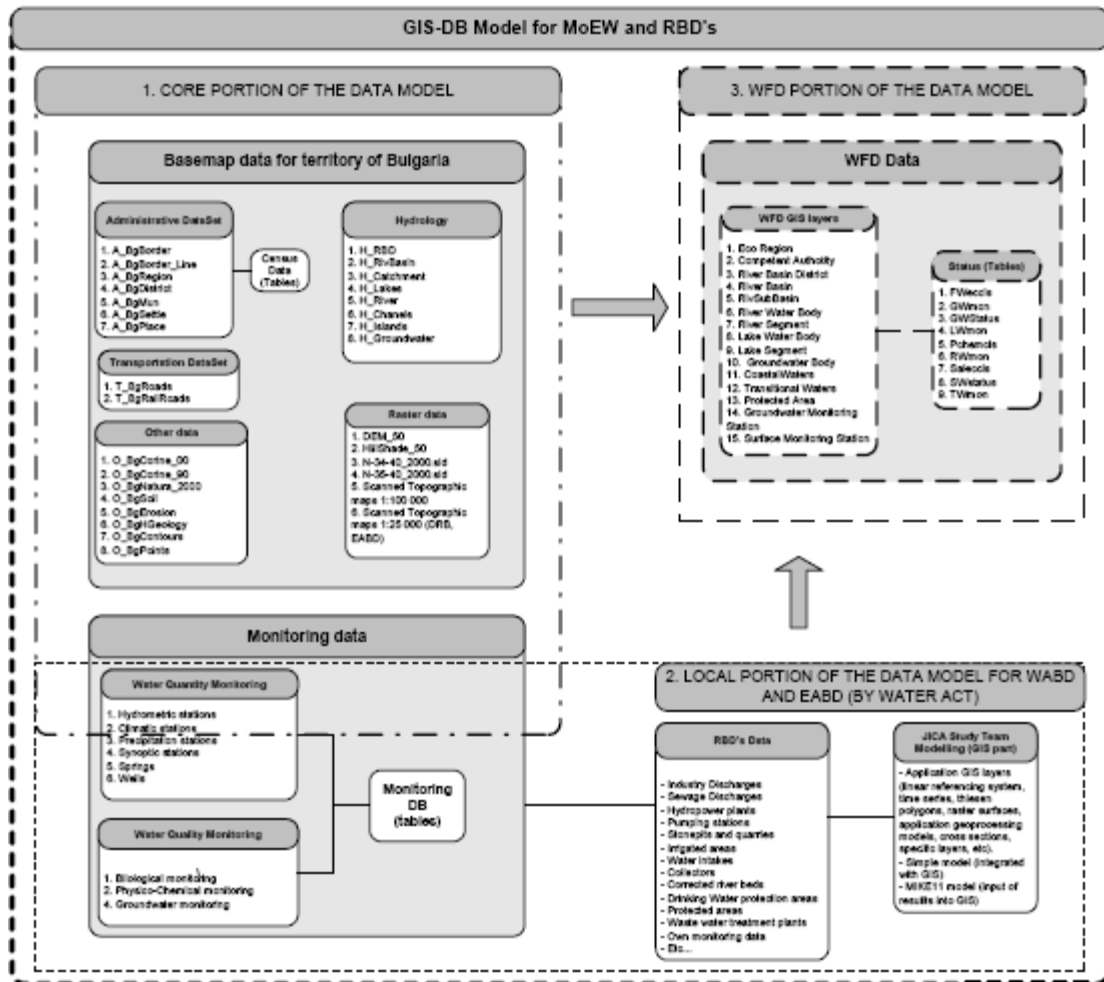 GIS-DB Model for MoEW and RBD's
1. CORE PORTION OF THE DATA MODEL
Basemap data for territory of Bulgaria
Administrative DataSet
1. A_BgBorder
2. A_BgBorder_Line
3. A_BgRegion
4. A_BgDistrict
5. A_BgMun
6. A_BgSettle
7. A_BgPlace
Census
Data
(Tables)
Hydrology
1. H_RBD
2. H_RivBasin
3. H_Catchment
4. H_Lakes
5. H_River
6. H_Chanels
7. H_Islands
8. H_Groundwater
Transportation DataSet
1. T_BgRoads
2. T_BgRailRoads
Other data
1. O_BgCorine_00
2. O_BgCorine_90
3. O_BgNatura_2000
4. O_BgSoil
5. O_BgErosion
6. O_BgHGeology
7. O_BgContours
8. O_BgPoints
Raster data
1. DEM_50
2. HillShade_50
3. N-34-40_2000.sid
4. N-35-40_2000.sid
5. Scanned Topographic
maps 1:100 000
6. Scanned Topographic
maps 1:25 000 (DRB,
EABD)
3. WFD PORTION OF THE DATA MODEL
WFD Data
WFD GIS layers
1. Eco Region
2. Competent Authotity
3. River Basin District
4. River Basin
5. RivSubBasin
6. River Water Body
7. River Segment
8. Lake Water Body
9. Lake Segment
10. Groundwater Body
11. CoastalWaters
12. Transitional Waters
13. Protected Area
14. Groundwater Monitoring
Station
15. Surface Monitoring Station
Status (Tables)
1. FWeccls
2. GWmon
3. GWStatus
4. LWmon
5. Pchemcls
6. RWmon
7. Saleccls
8. SWstatus
9. TWmon
Monitoring data
Water Quantity Monitoring
1. Hydrometric stations
2. Climatic stations
3. Precipitation stations
4. Synoptic stations
5. Springs
6. Wells
Water Quality Monitoring
1. Bilological monitoring
2. Physico-Chemical monitoring
4. Groundwater monitoring
Monitoring
DB
(tables)
2. LOCAL PORTION OF THE DATA MODEL FOR WABD
AND EABD (BY WATER ACT)
RBD's Data
- Industry Discharges
- Sewage Discharges
- Hydropower plants
- Pumping stations
- Stonepits and quarries
- Irrigated areas
- Water intakes
- Collectors
- Corrected river beds
- Drinking Water protection areas
- Protected areas
- Waste water treatment plants
- Own monitoring data
- Etc...
JICA Study Team
Modelling (GIS part)
- Application GIS layers
(linear referencing system,
time series, thiesen
polygons, raster surfaces,
application geoprocessing
models, cross sections,
specific layers, etc).
- Simple model (integrated
with GIS)
- MIKE11 model (input of
results into GIS)